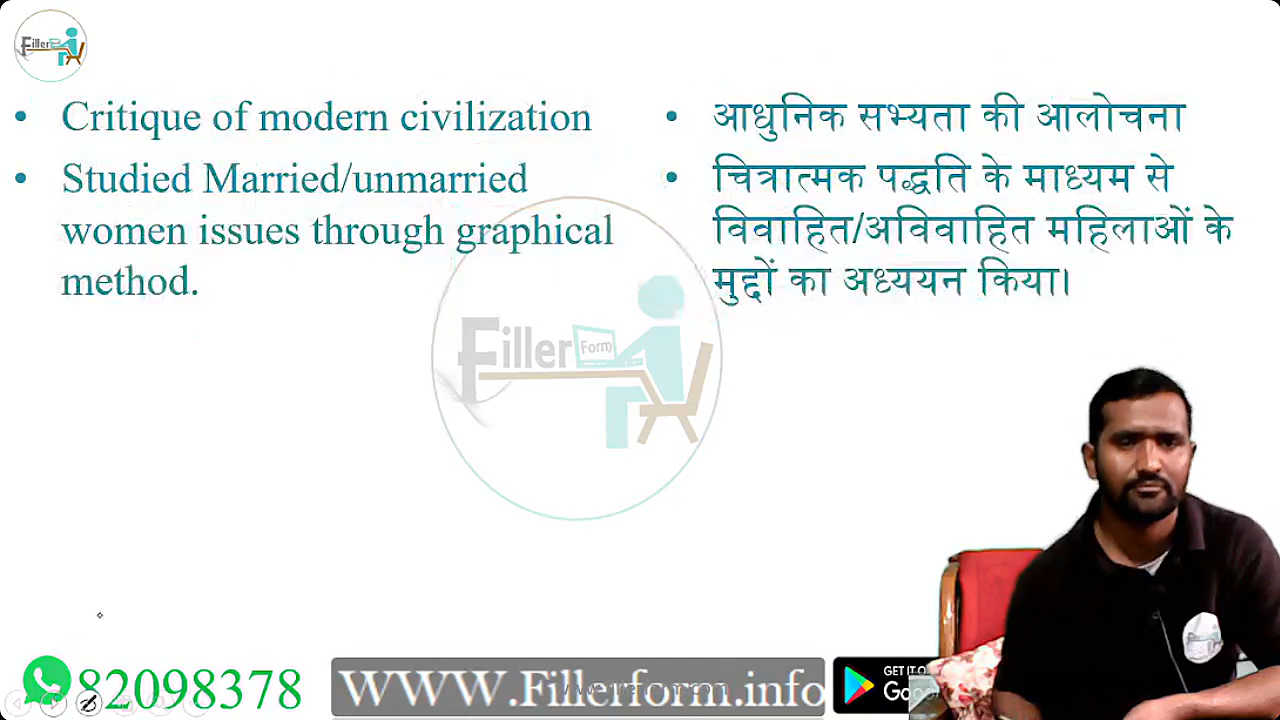 Filler
• Critique of modern civilization
• Studied Married/unmarried
women issues through graphical
method.
• आधुनिक सभ्यता की आलोचना
• चित्रात्मक पद्धति के माध्यम से
विवाहित/अविवाहित महिलाओं के
मुद्दों का अध्ययन किया।
Filler Form
82098378
WWW.Fillerform.info
GET IT O
Goo